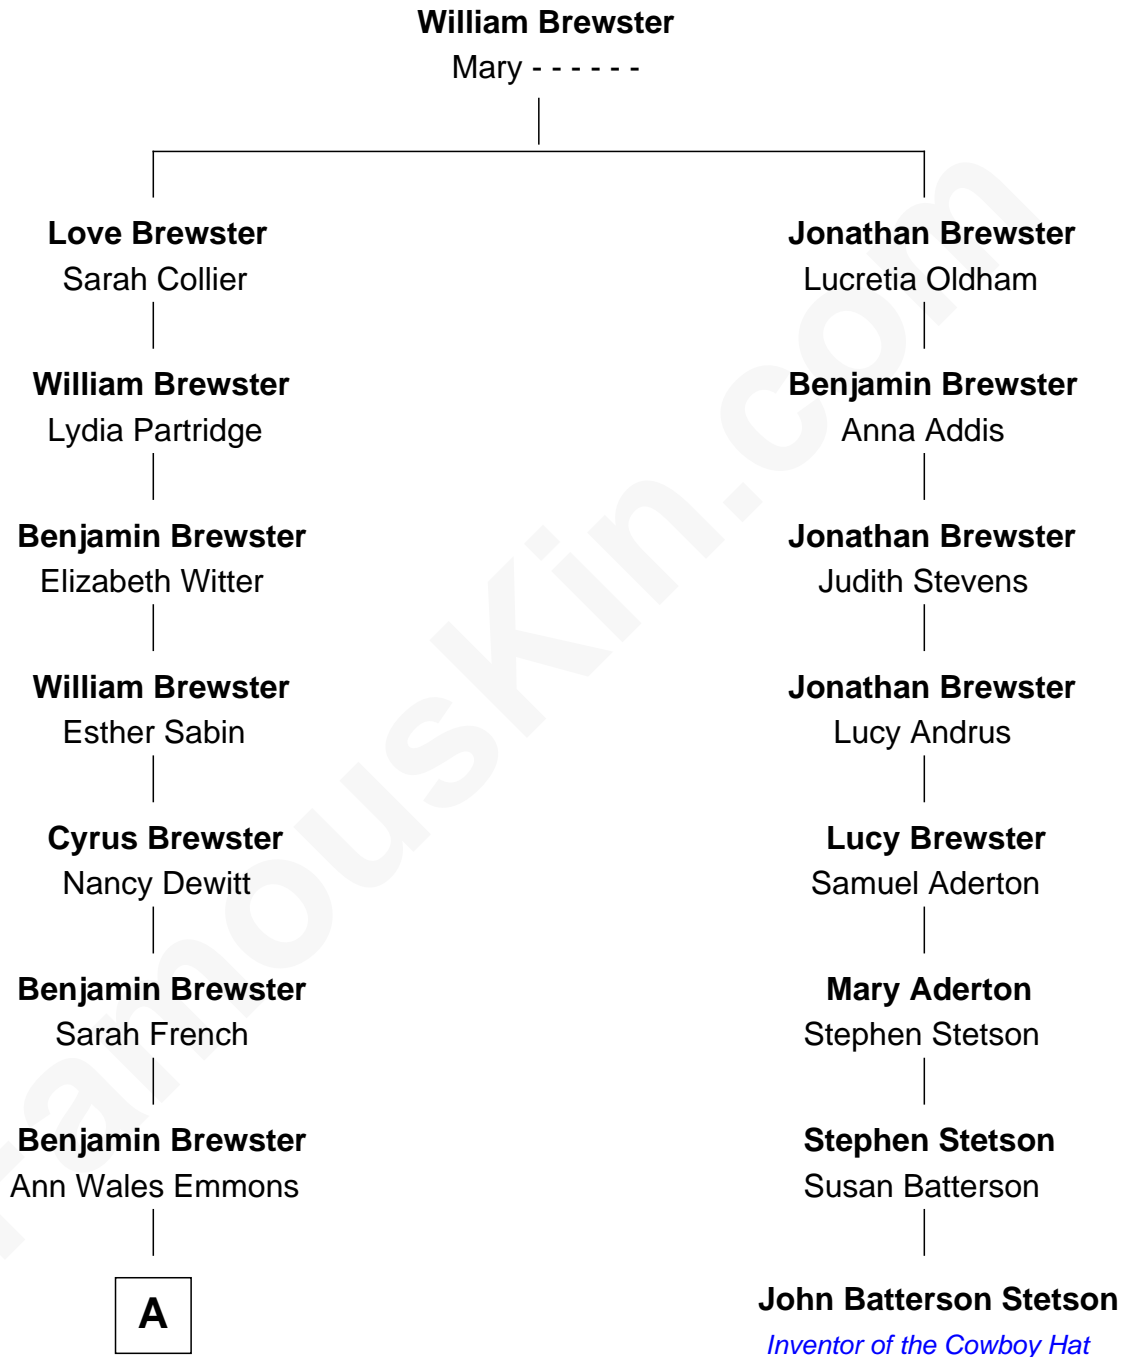 William Brewster
Mary - - - - - -
Love Brewster
Sarah Collier
William Brewster
Lydia Partridge
Benjamin Brewster
Elizabeth Witter
William Brewster
Esther Sabin
Cyrus Brewster
Nancy Dewitt
Benjamin Brewster
Sarah French
Benjamin Brewster
Ann Wales Emmons
A
Jonathan Brewster
Lucretia Oldham
Benjamin Brewster
Anna Addis
Jonathan Brewster
Judith Stevens
Jonathan Brewster
Lucy Andrus
Lucy Brewster
Samuel Aderton
Mary Aderton
Stephen Stetson
Stephen Stetson
Susan Batterson
John Batterson Stetson
Inventor of the Cowboy Hat
FamousKin.com